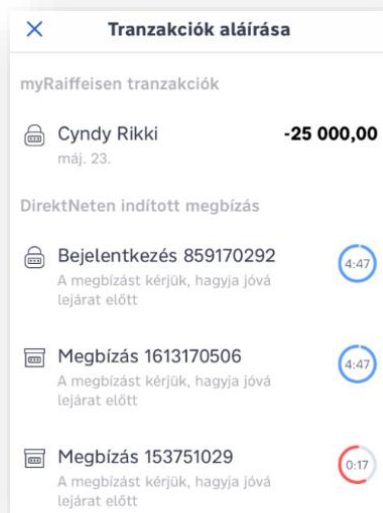 Tranzakciók aláírása
myRaiffeisen tranzakciók
Cyndy Rikki -25 000,00
máj. 23.
DirektNeten indított megbízás
Bejelentkezés 859170292
4:47
A megbízást kérjük, hagyja jóvá
lejárat előtt
Megbízás 1613170506
4:47
A megbízást kérjük, hagyja jóvá
lejárat előtt
Megbízás 153751029
0:17
A megbízást kérjük, hagyja jóvá
lejárat előtt